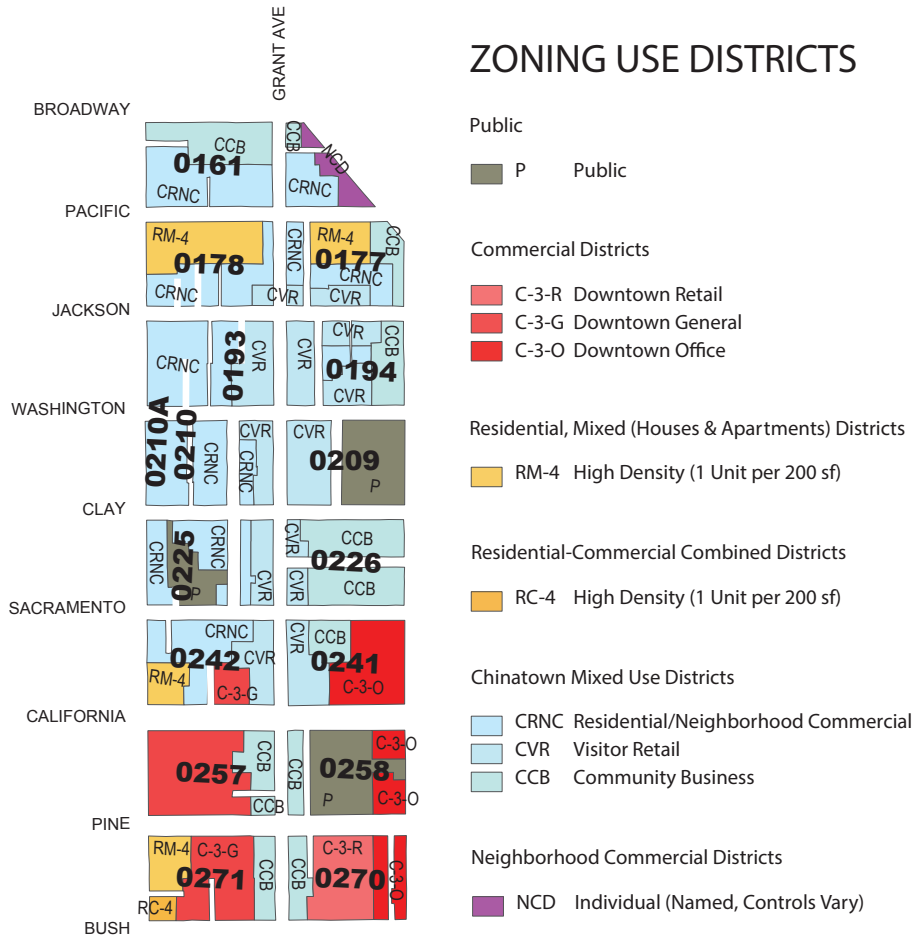 GRANT AVE
BROADWAY
CCB
0161
CRNC
CCB
NCD
CRNC
PACIFIC
RM-4
0178
CRNC
CVR
CRNC
RM-4
0177
CRNC
CVR
CCB
JACKSON
CRNC
0193
CVR
CVR
CVR
0194
CVR
CCB
WASHINGTON
0210A
0210
CRNC
CVR
CRNC
CVR
0209
P
CLAY
CRNC
0225
P
CRNC
CVR
CVR
CCB
0226
CVR
CCB
SACRAMENTO
CRNC
0242
CVR
RM-4
C-3-G
CVR
CCB
0241
C-3-O
CALIFORNIA
0257
CCB
CCB
CCB
0258
P
C-3-O
C-3-O
PINE
RM-4
C-3-G
0271
CCB
RC-4
CCB
C-3-R
0270
C-3-O
BUSH
ZONING USE DISTRICTS
Public
P Public
Commercial Districts
C-3-R Downtown Retail
C-3-G Downtown General
C-3-O Downtown Office
Residential, Mixed (Houses & Apartments) Districts
RM-4 High Density (1 Unit per 200 sf)
Residential-Commercial Combined Districts
RC-4 High Density (1 Unit per 200 sf)
Chinatown Mixed Use Districts
CRNC Residential/Neighborhood Commercial
CVR Visitor Retail
CCB Community Business
Neighborhood Commercial Districts
NCD Individual (Named, Controls Vary)